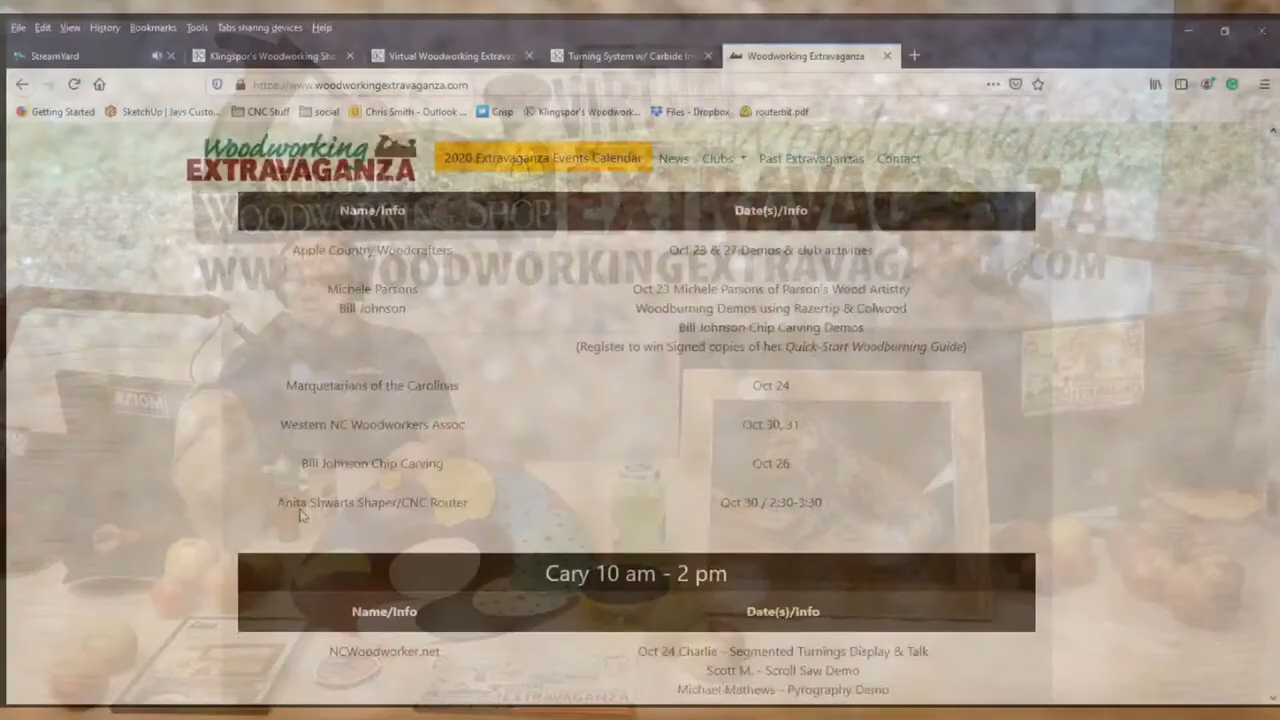 File Edit View History Bookmarks Tools Tabs sharing devices Help
StreamYard Klingspor's Woodworking Sho Virtual Woodworking Extravag Turning System w/ Carbide In Woodworking Extravaganza
https://www.woodworkingextravaganza.com
Getting Started SketchUp | Jays Custo... CNC Stuff social Chris Smith - Outlook ... Crisp Klingspor's Woodwork... Files - Dropbox routerbit.pdf
Woodworking
EXTRAVAGANZA
2020 Extravaganza Events Calendar News Clubs Past Extravaganzas Contact
EXTRAVAGANZA
WOODWORKING SHOP
Name/Info Date(s)/Info
Apple Country Woodcrafters Oct 23 & 27 Demos & club activities
WWW. WOODWORKINGEXTRAVAGANZA.COM
Michele Parsons Oct 23 Michele Parsons of Parson's Wood Artistry
Bill Johnson Woodburning Demos using Razertip & Colwood
Bill Johnson Chip Carving Demos
(Register to win Signed copies of her Quick-Start Woodburning Guide)
Marquetarians of the Carolinas Oct 24
Western NC Woodworkers Assoc Oct 30, 31
Bill Johnson Chip Carving Oct 26
Anita Shwarts Shaper/CNC Router Oct 30 / 2:30-3:30
Cary 10 am - 2 pm
Name/Info Date(s)/Info
NCWoodworker.net Oct 24 Charlie - Segmented Turnings Display & Talk
Scott M. - Scroll Saw Demo
Michael Mathews - Pyrography Demo
EXTRAVAGANZA